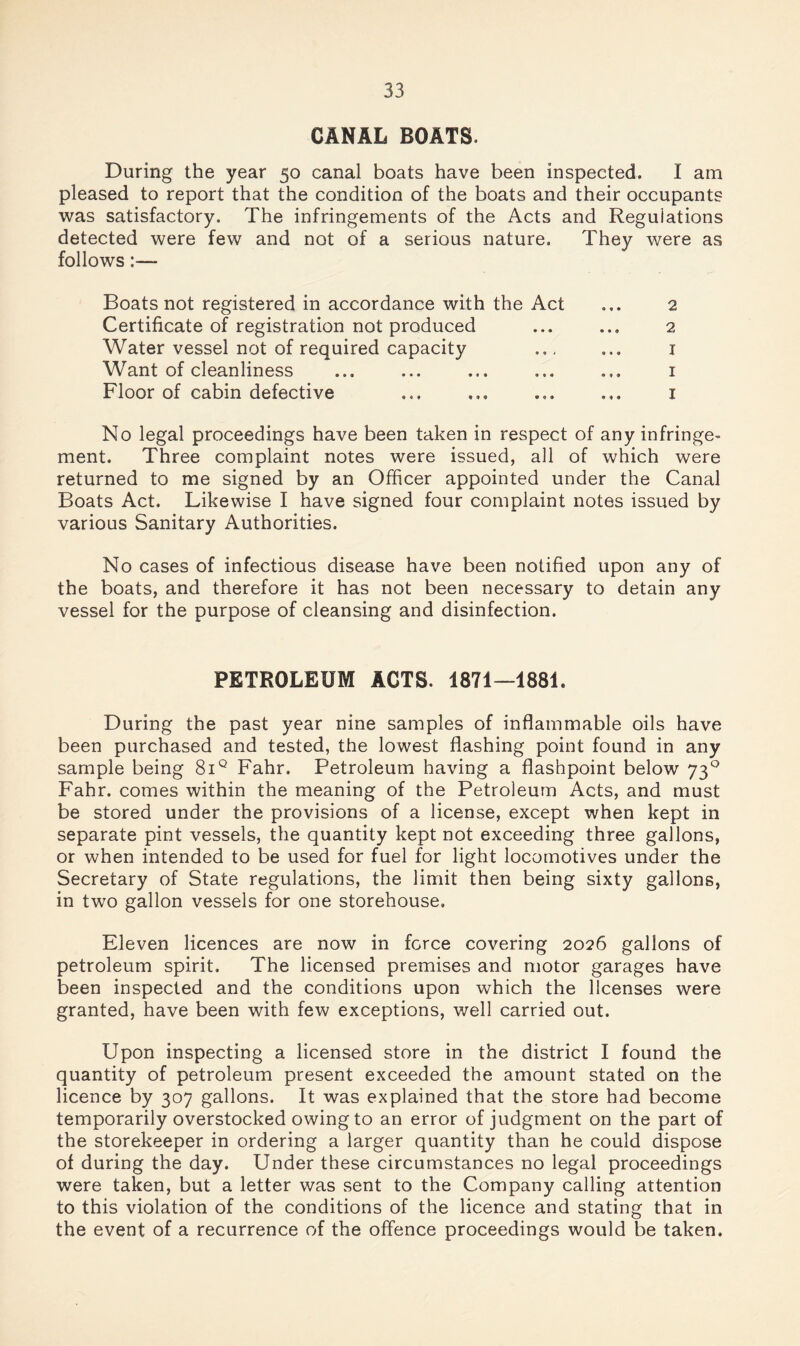 33
CANAL BOATS.
During the year 50 canal boats have been inspected. I am
pleased to report that the condition of the boats and their occupants
was satisfactory. The infringements of the Acts and Regulations
detected were few and not of a serious nature. They were as
follows :—
Boats not registered in accordance with the Act ... 2
Certificate of registration not produced ... ... 2
Water vessel not of required capacity ... ... 1
Want of cleanliness ... ... ... ... ... 1
Floor of cabin defective ... ... ... ... 1
No legal proceedings have been taken in respect of any infringe-
ment. Three complaint notes were issued, all of which were
returned to me signed by an Officer appointed under the Canal
Boats Act. Likewise I have signed four complaint notes issued by
various Sanitary Authorities.
No cases of infectious disease have been notified upon any of
the boats, and therefore it has not been necessary to detain any
vessel for the purpose of cleansing and disinfection.
PETROLEUM ACTS. 1871—1881.
During the past year nine samples of inflammable oils have
been purchased and tested, the lowest flashing point found in any
sample being 81° Fahr. Petroleum having a flashpoint below 73°
Fahr. comes within the meaning of the Petroleum Acts, and must
be stored under the provisions of a license, except when kept in
separate pint vessels, the quantity kept not exceeding three gallons,
or when intended to be used for fuel for light locomotives under the
Secretary of State regulations, the limit then being sixty gallons,
in two gallon vessels for one storehouse.
Eleven licences are now in force covering 2026 gallons of
petroleum spirit. The licensed premises and motor garages have
been inspected and the conditions upon which the licenses were
granted, have been with few exceptions, well carried out.
Upon inspecting a licensed store in the district I found the
quantity of petroleum present exceeded the amount stated on the
licence by 307 gallons. It was explained that the store had become
temporarily overstocked owing to an error of judgment on the part of
the storekeeper in ordering a larger quantity than he could dispose
of during the day. Under these circumstances no legal proceedings
were taken, but a letter was sent to the Company calling attention
to this violation of the conditions of the licence and stating that in
the event of a recurrence of the offence proceedings would be taken.